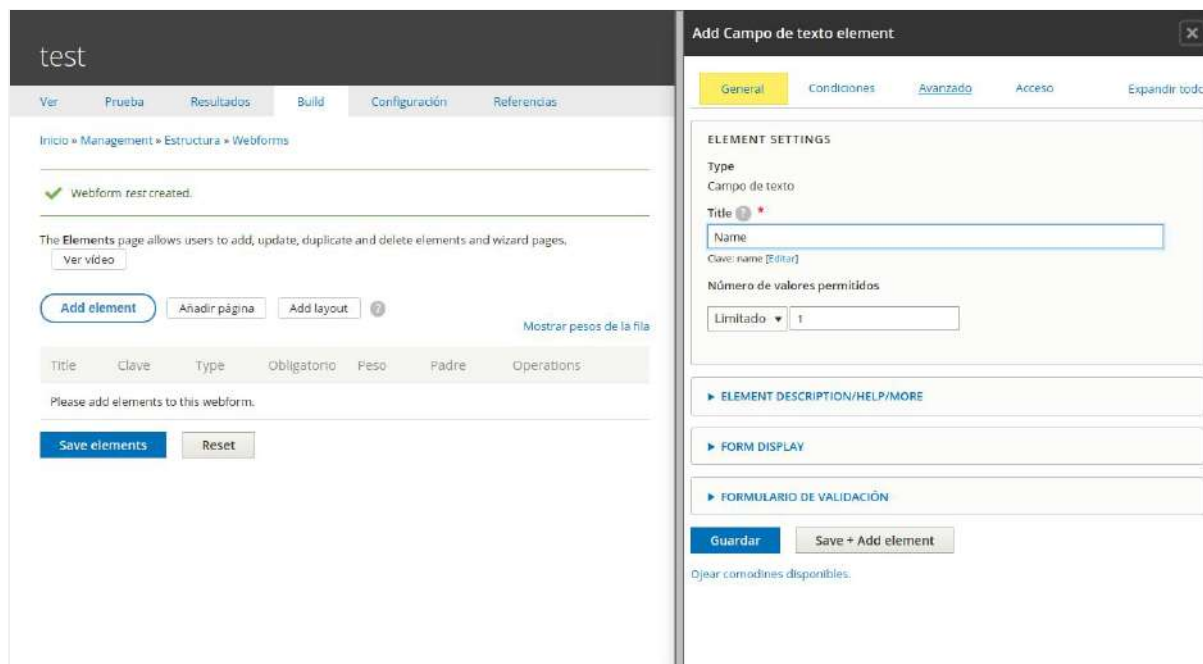 test
Ver Prueba Resultados Build Configuración Referencias
Inicio » Management » Estructura » Webforms
Webform test created.
The Elements page allows users to add, update, duplicate and delete elements and wizard pages.
Ver vídeo
Add element Añadir página Add layout ?
Mostrar pesos de la fila
Title Clave Type Obligatorio Peso Padre Operations
Please add elements to this webform.
Save elements Reset
Add Campo de texto element
General Condiciones Avanzado Acceso Expandir todo
ELEMENT SETTINGS
Type
Campo de texto
Title ? *
Name
Clave: name [Editar]
Número de valores permitidos
Limitado 1
ELEMENT DESCRIPTION/HELP/MORE
FORM DISPLAY
FORMULARIO DE VALIDACIÓN
Guardar Save + Add element
Ojear comodines disponibles.